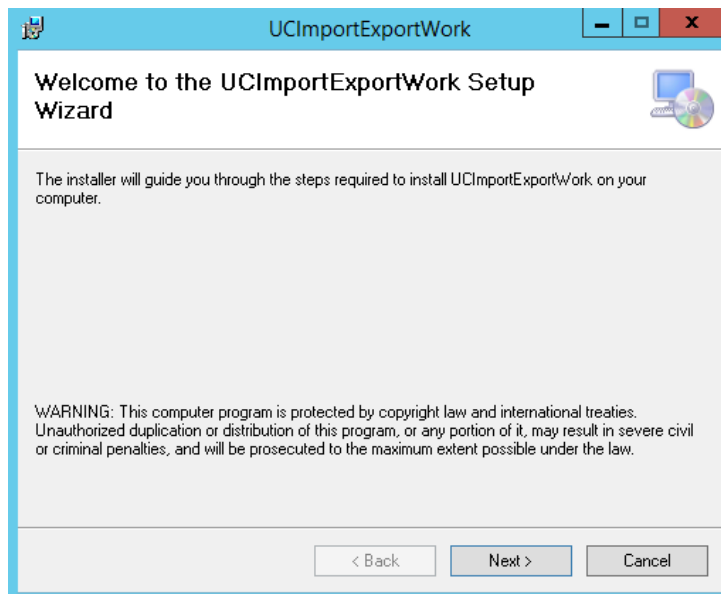 UCImportExportWork
Welcome to the UCImportExportWork Setup
Wizard
The installer will guide you through the steps required to install UCImportExportWork on your
computer.
WARNING: This computer program is protected by copyright law and international treaties.
Unauthorized duplication or distribution of this program, or any portion of it, may result in severe civil
or criminal penalties, and will be prosecuted to the maximum extent possible under the law.
< Back
Next >
Cancel